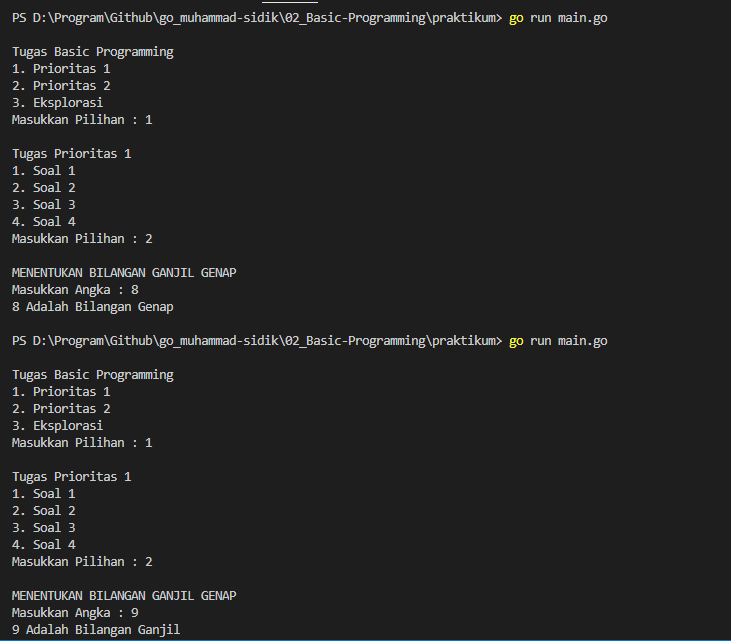 PS D:\Program\Github\go_muhammad-sidik\02_Basic-Programming\praktikum> go run main.go
Tugas Basic Programming
1. Prioritas 1
2. Prioritas 2
3. Eksplorasi
Masukkan Pilihan : 1
Tugas Prioritas 1
1. Soal 1
2. Soal 2
3. Soal 3
4. Soal 4
Masukkan Pilihan : 2
MENENTUKAN BILANGAN GANJIL GENAP
Masukkan Angka : 8
8 Adalah Bilangan Genap
PS D:\Program\Github\go_muhammad-sidik\02_Basic-Programming\praktikum> go run main.go
Tugas Basic Programming
1. Prioritas 1
2. Prioritas 2
3. Eksplorasi
Masukkan Pilihan : 1
Tugas Prioritas 1
1. Soal 1
2. Soal 2
3. Soal 3
4. Soal 4
Masukkan Pilihan : 2
MENENTUKAN BILANGAN GANJIL GENAP
Masukkan Angka : 9
9 Adalah Bilangan Ganjil